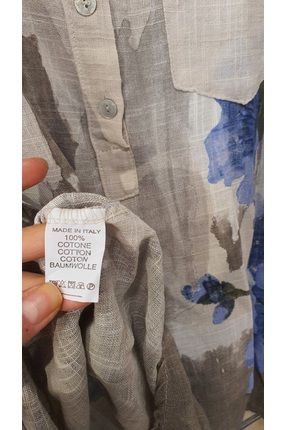 MADE IN ITALY
100%
COTONE
COTTON
COTON
BAUMWOLLE